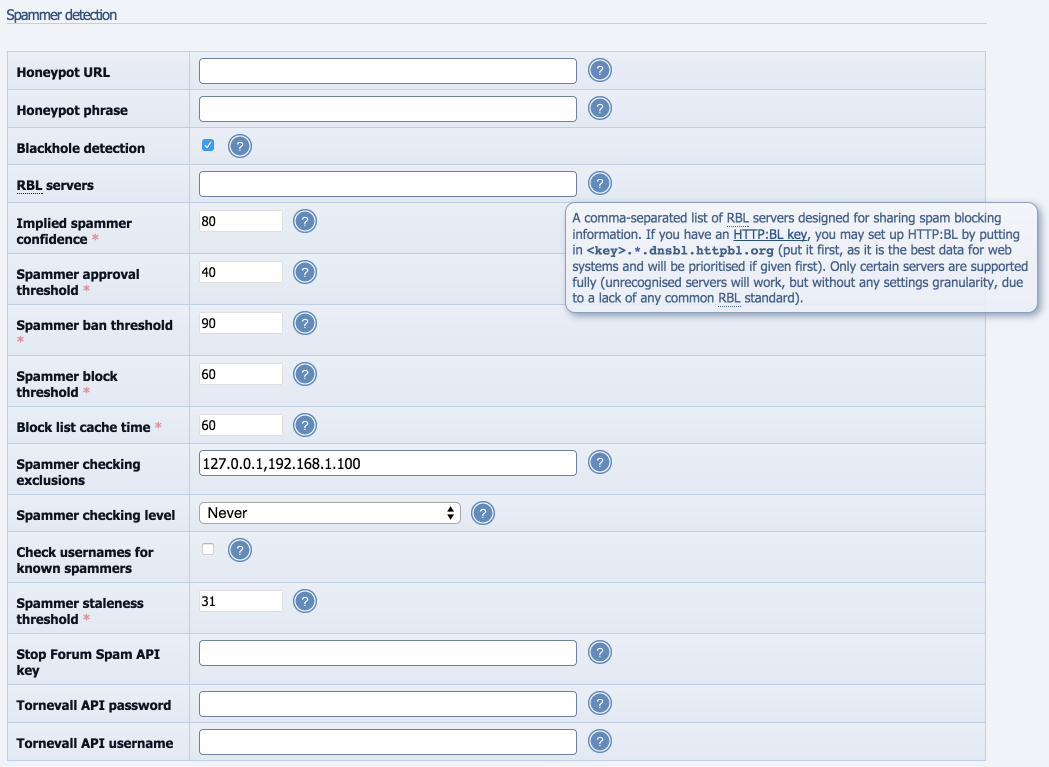 Spammer detection
Honeypot URL
?
Honeypot phrase
?
Blackhole detection
?
RBL servers
?
A comma-separated list of RBL servers designed for sharing spam blocking
information. If you have an HTTP:BL key, you may set up HTTP:BL by putting
in <key>.*.dnsbl.httpbl.org (put it first, as it is the best data for web
systems and will be prioritised if given first). Only certain servers are supported
fully (unrecognised servers will work, but without any settings granularity, due
to a lack of any common RBL standard).
Implied spammer
confidence *
80
?
Spammer approval
threshold *
40
?
Spammer ban threshold
*
90
?
Spammer block
threshold *
60
?
Block list cache time *
60
?
Spammer checking
exclusions
127.0.0.1,192.168.1.100
?
Spammer checking level
Never
?
Check usernames for
known spammers
?
Spammer staleness
threshold *
31
?
Stop Forum Spam API
key
?
Tornevall API password
?
Tornevall API username
?